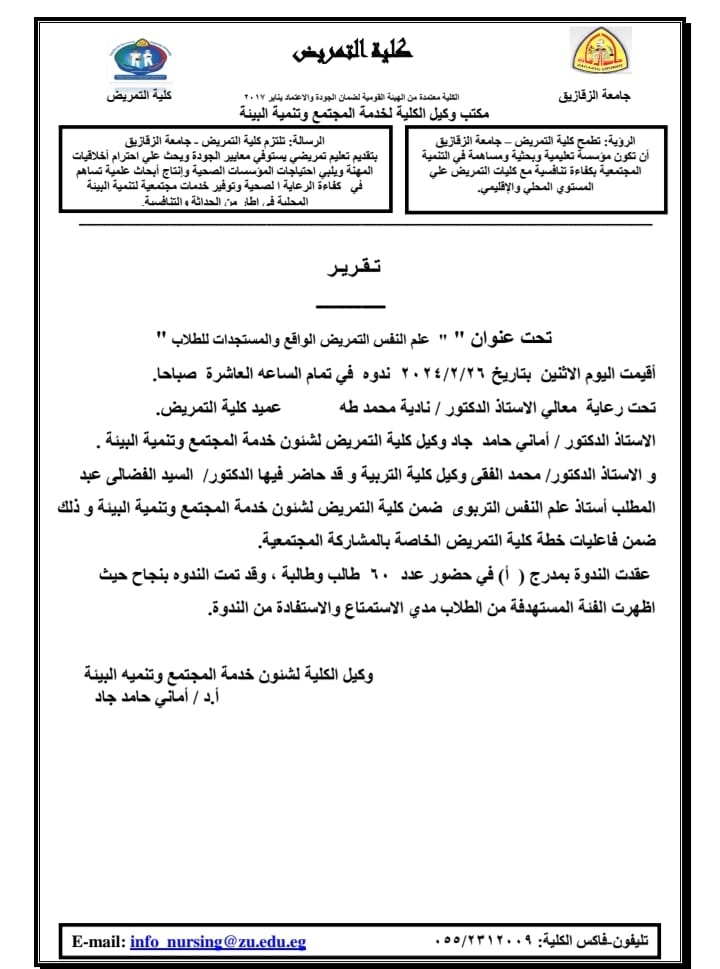 كلية التمريض
جامعة الزقازيق
كلية التمريض
الكلية معتمدة من الهيئة القومية لضمان الجودة والاعتماد يناير ٢٠١٧
مكتب وكيل الكلية لخدمة المجتمع وتنمية البيئة
الرؤية: تطمح كلية التمريض – جامعة الزقازيق
أن تكون مؤسسة تعليمية وبحثية ومساهمة في التنمية
المجتمعية بكفاءة تنافسية مع كليات التمريض علي
المستوي المحلي والإقليمي.
الرسالة: تلتزم كلية التمريض - جامعة الزقازيق
بتقديم تعليم تمريضي يستوفي معايير الجودة ويحث علي احترام أخلاقيات
المهنة ويلبي احتياجات المؤسسات الصحية وإنتاج أبحاث علمية تساهم
في كفاءة الرعاية ا لصحية وتوفير خدمات مجتمعية لتنمية البيئة
المحلية في إطار من الحداثة والتنافسية.
تـقـريـر
تحت عنوان " " علم النفس التمريض الواقع والمستجدات للطلاب "
أقيمت اليوم الاثنين بتاريخ ٢٠٢٤/٢/٢٦ ندوه في تمام الساعه العاشرة صباحا.
تحت رعاية معالي الاستاذ الدكتور / نادية محمد طه عميد كلية التمريض.
الاستاذ الدكتور / أماني حامد جاد وكيل كلية التمريض لشئون خدمة المجتمع وتنمية البيئة .
و الاستاذ الدكتور/ محمد الفقى وكيل كلية التربية و قد حاضر فيها الدكتور/ السيد الفضالى عبد
المطلب أستاذ علم النفس التربوى ضمن كلية التمريض لشئون خدمة المجتمع وتنمية البيئة و ذلك
ضمن فاعليات خطة كلية التمريض الخاصة بالمشاركة المجتمعية.
عقدت الندوة بمدرج ( أ) في حضور عدد ٦٠ طالب وطالبة ، وقد تمت الندوه بنجاح حيث
اظهرت الفئة المستهدفة من الطلاب مدي الاستمتاع والاستفادة من الندوة.
وكيل الكلية لشئون خدمة المجتمع وتنميه البيئة
أ.د / أماني حامد جاد
تليفون-فاكس الكلية: ٠٥٥/٢٣١٢٠٠٩
E-mail: info_nursing@zu.edu.eg